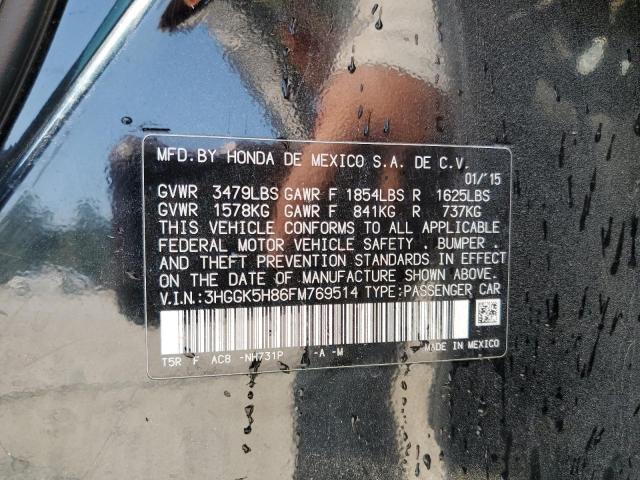 MFD.BY HONDA DE MEXICO S.A. DE C.V.
01/'15
GVWR 3479LBS GAWR F 1854LBS R 1625LBS
GVWR 1578KG GAWR F 841KG R 737KG
THIS VEHICLE CONFORMS TO ALL APPLICABLE
FEDERAL MOTOR VEHICLE SAFETY . BUMPER .
AND THEFT PREVENTION STANDARDS IN EFFECT
ON THE DATE OF MANUFACTURE SHOWN ABOVE.
V.I.N.:3HGGK5H86FM769514 TYPE:PASSENGER CAR
T5R F AC8 -NH731P -A -M MADE IN MEXICO